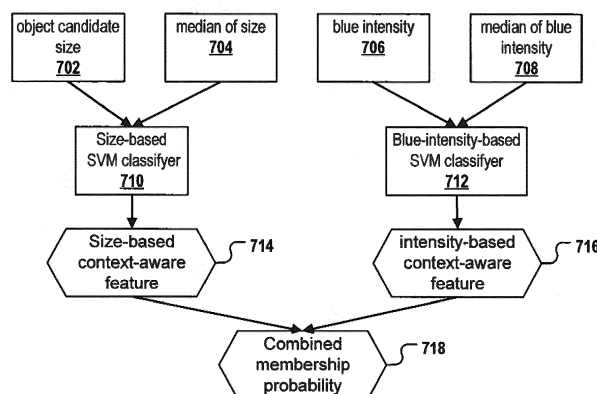 object candidate
size
702
median of size
704
blue intensity
706
median of blue
intensity
708
Size-based
SVM classifyer
710
Blue-intensity-based
SVM classifyer
712
Size-based
context-aware
feature
714
intensity-based
context-aware
feature
716
Combined
membership
probability
718